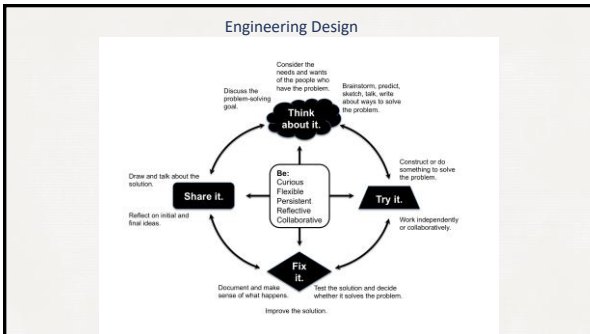 Engineering Design
Consider the
needs and wants
of the people who
have the problem.
Discuss the
problem-solving
goal.
Brainstorm, predict,
sketch, talk, write
about ways to solve
the problem.
Think
about it.
Construct or do
something to solve
the problem.
Try it.
Work independently
or collaboratively.
Be:
Curious
Flexible
Persistent
Reflective
Collaborative
Draw and talk about the
solution.
Share it.
Reflect on initial and
final ideas.
Fix
it.
Document and make
sense of what happens.
Test the solution and decide
whether it solves the problem.
Improve the solution.